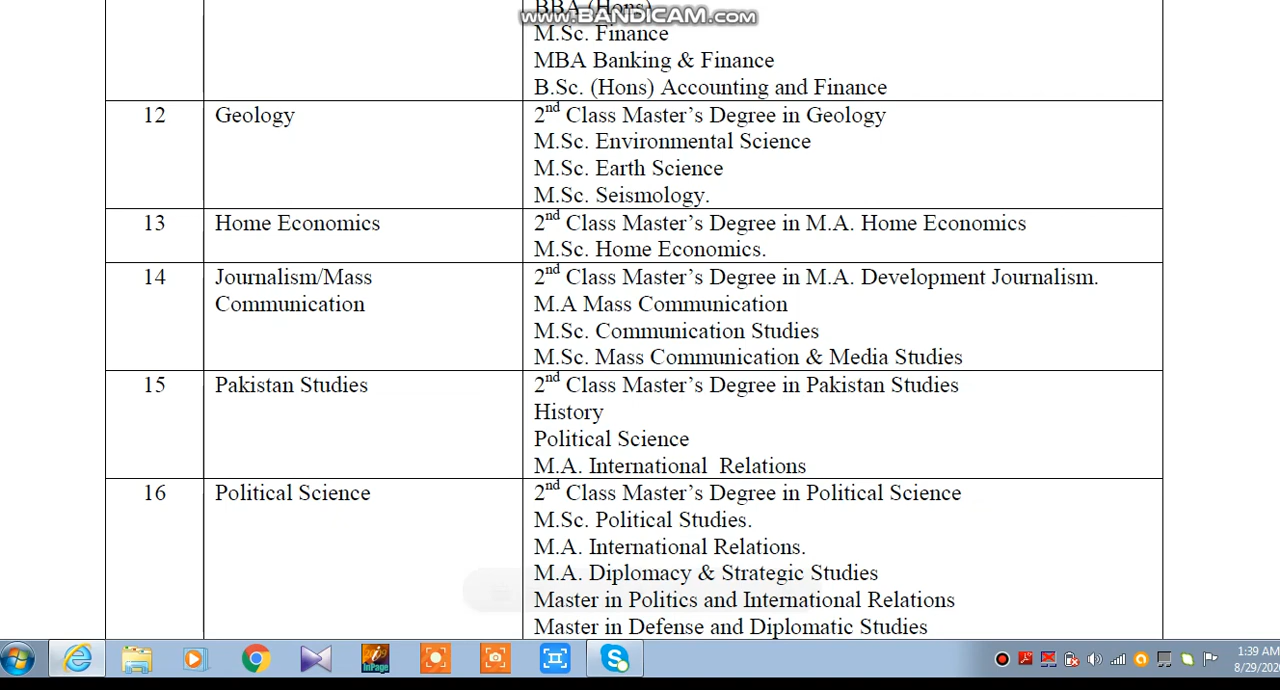 BBA (Hons)
www.BANDICAM.com
M.Sc. Finance
MBA Banking & Finance
B.Sc. (Hons) Accounting and Finance
12 Geology 2nd Class Master’s Degree in Geology
M.Sc. Environmental Science
M.Sc. Earth Science
M.Sc. Seismology.
13 Home Economics 2nd Class Master’s Degree in M.A. Home Economics
M.Sc. Home Economics.
14 Journalism/Mass 2nd Class Master’s Degree in M.A. Development Journalism.
Communication M.A Mass Communication
M.Sc. Communication Studies
M.Sc. Mass Communication & Media Studies
15 Pakistan Studies 2nd Class Master’s Degree in Pakistan Studies
History
Political Science
M.A. International Relations
16 Political Science 2nd Class Master’s Degree in Political Science
M.Sc. Political Studies.
M.A. International Relations.
M.A. Diplomacy & Strategic Studies
Master in Politics and International Relations
Master in Defense and Diplomatic Studies
InPage
1:39 AM